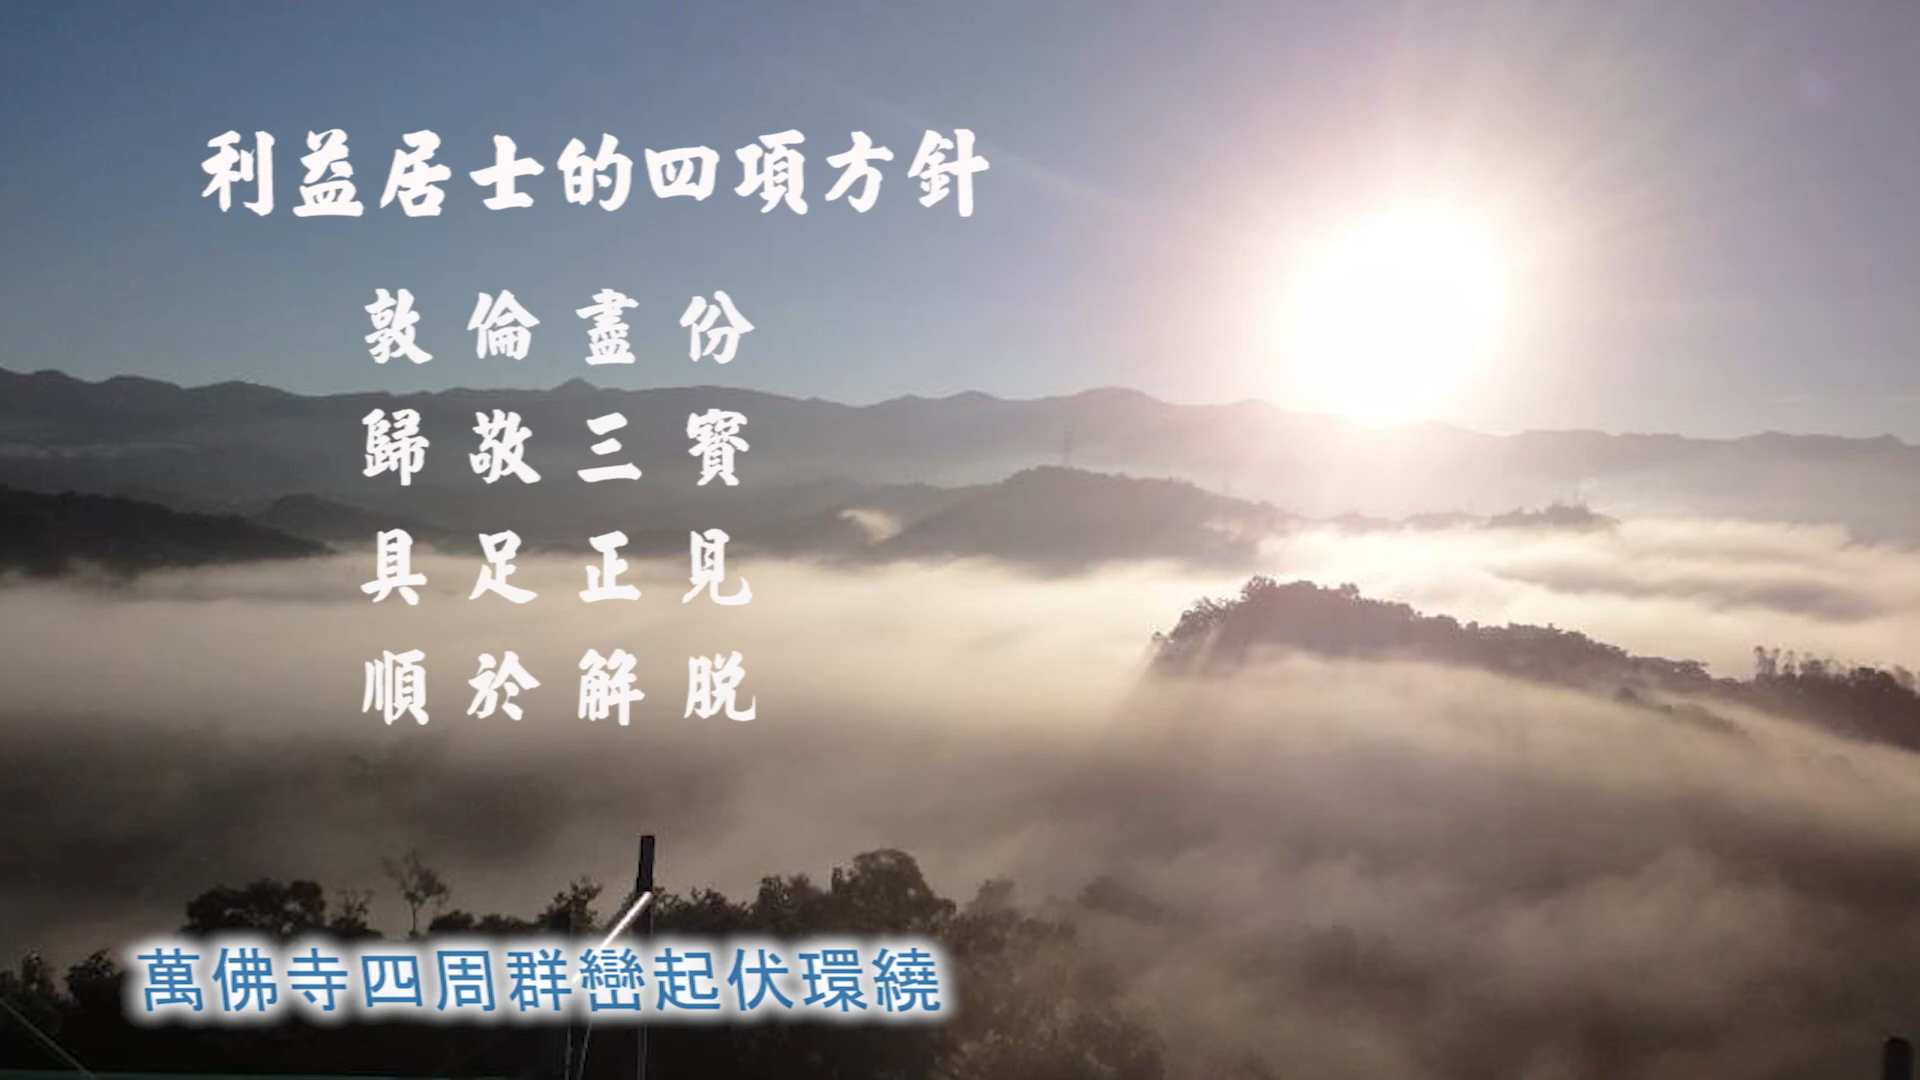 利益居士的四項方針
敦倫盡份
歸敬三寶
具足正見
順於解脱
萬佛寺四周群巒起伏環繞